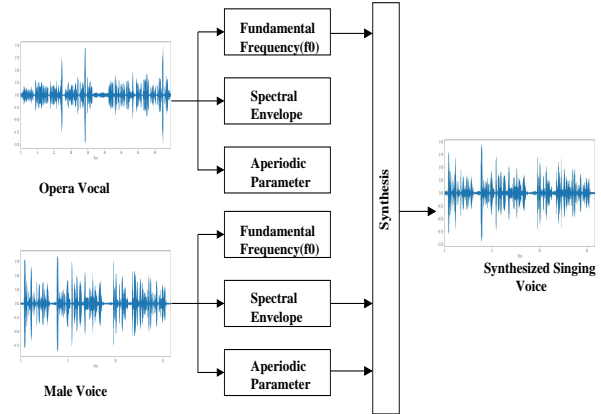 Fundamental
Frequency(f0)
Spectral
Envelope
Aperiodic
Parameter
Opera Vocal
Fundamental
Frequency(f0)
Spectral
Envelope
Aperiodic
Parameter
Male Voice
Synthesis
Synthesized Singing
Voice